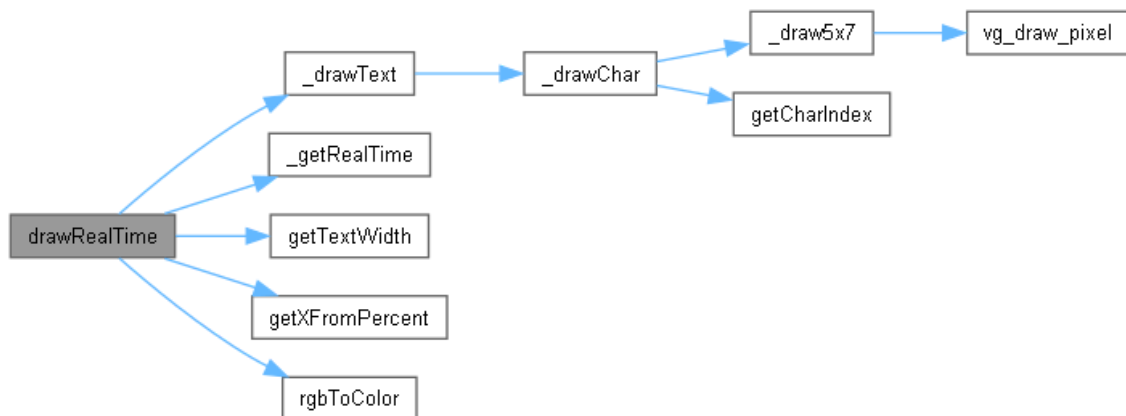 _draw5x7
vg_draw_pixel
_drawText
_drawChar
getCharIndex
_getRealTime
drawRealTime
getTextWidth
getXFromPercent
rgbToColor